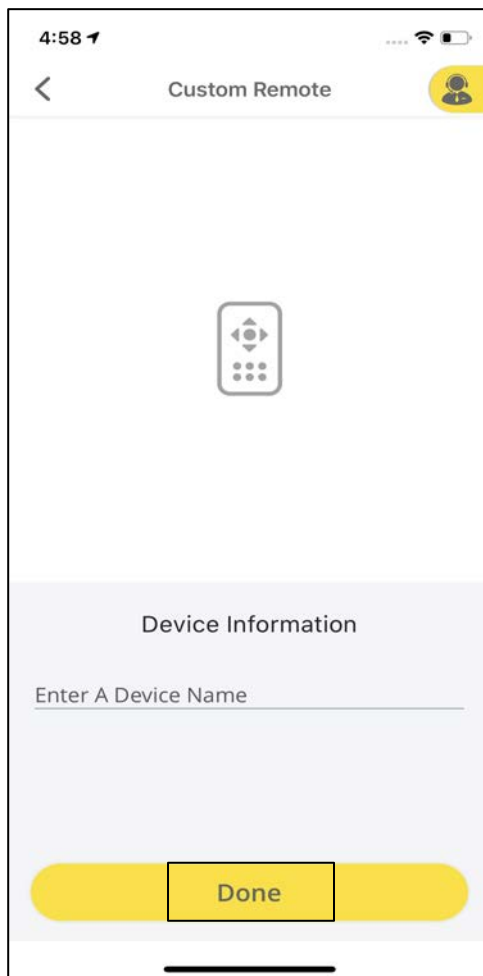 4:58
Custom Remote
Device Information
Enter A Device Name
Done